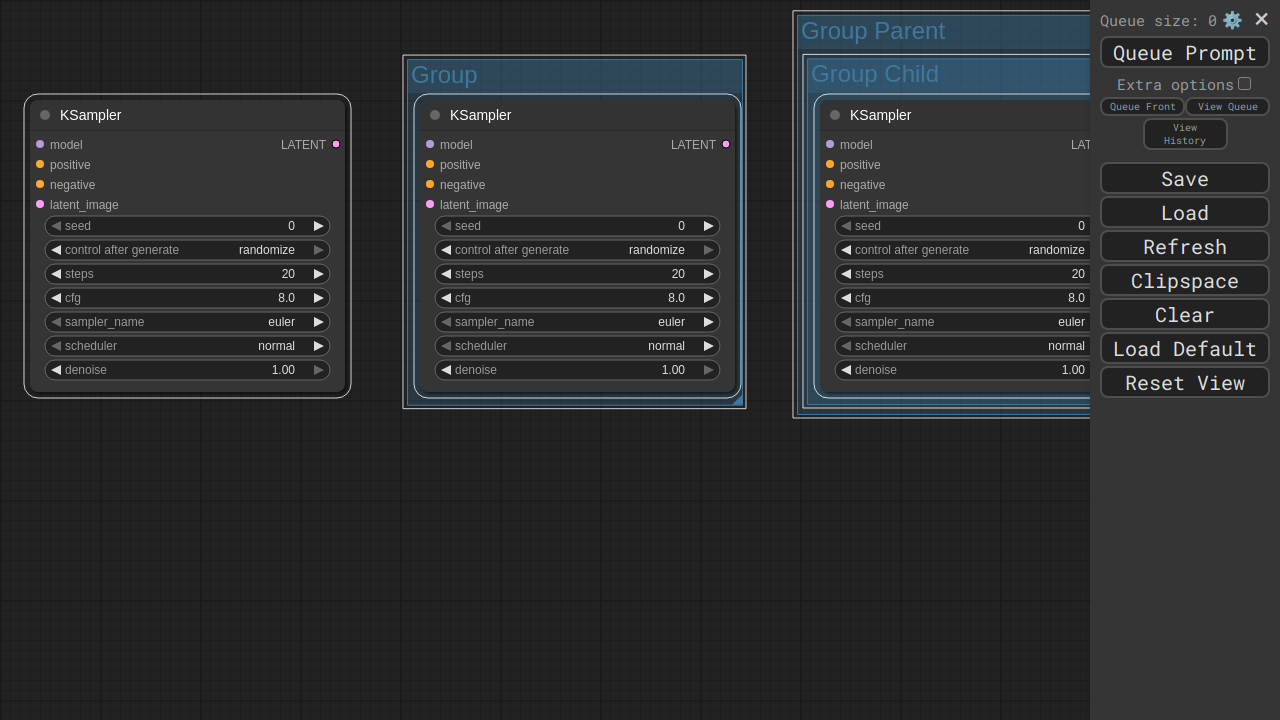 Group Parent
Group
Group Child
KSampler
model
LATENT
positive
negative
latent_image
seed 0
control after generate randomize
steps 20
cfg 8.0
sampler_name euler
scheduler normal
denoise 1.00
KSampler
model
LATENT
positive
negative
latent_image
seed 0
control after generate randomize
steps 20
cfg 8.0
sampler_name euler
scheduler normal
denoise 1.00
KSampler
model
LAT
positive
negative
latent_image
seed 0
control after generate randomize
steps 20
cfg 8.0
sampler_name euler
scheduler normal
denoise 1.00
Queue size: 0
Queue Prompt
Extra options
Queue Front
View Queue
View
History
Save
Load
Refresh
Clipspace
Clear
Load Default
Reset View